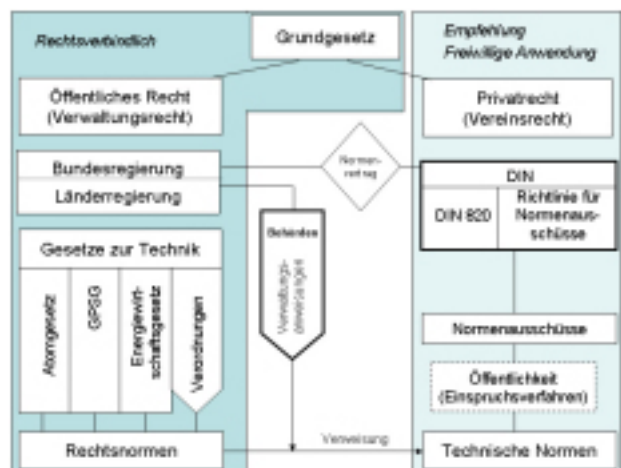 Rechtsverbindlich
Grundgesetz
Empfehlung
Freiwillige Anwendung
Öffentliches Recht
(Verwaltungsrecht)
Privatrecht
(Vereinsrecht)
Bundesregierung
Länderregierung
Normen-
vertrag
DIN
DIN 820
Richtlinie für
Normenaus-
schüsse
Behörden
Verwaltungs-
anweisungen
Gesetze zur Technik
Atomgesetz
GPSG
Energiewirt-
schaftsgesetz
Verordnungen
Normenausschüsse
Öffentlichkeit
(Einspruchsverfahren)
Rechtsnormen
Verweisung
Technische Normen